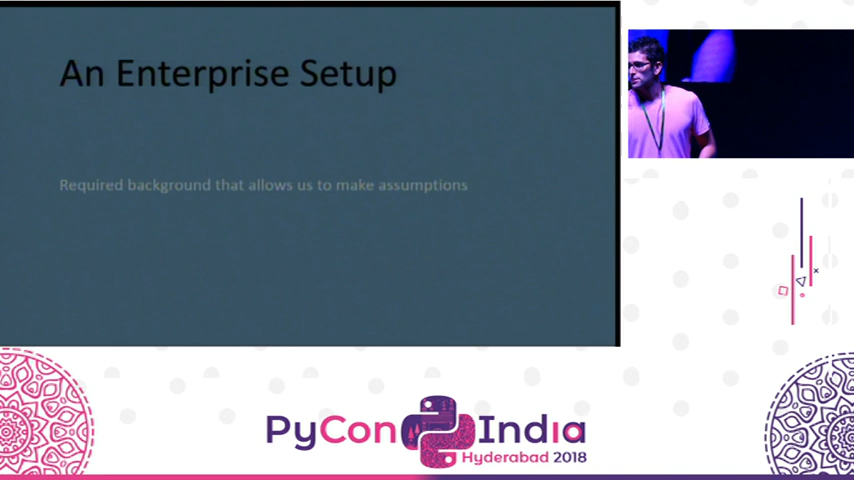 An Enterprise Setup
Required background that allows us to make assumptions
PyCon India
Hyderabad 2018